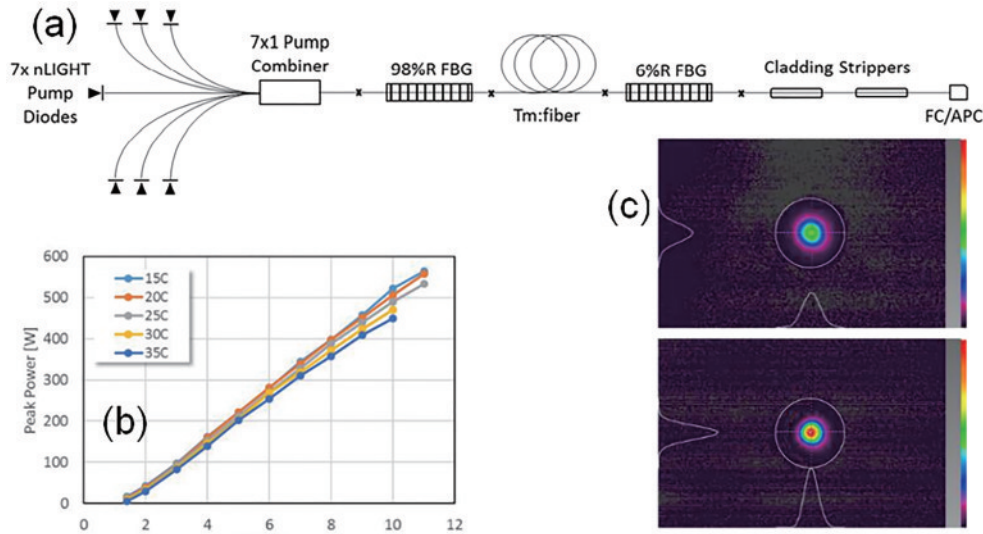 (a)
7x nLIGHT
Pump
Diodes
7x1 Pump
Combiner
98%R FBG
Tm:fiber
6%R FBG
Cladding Strippers
FC/APC
(b)
Peak Power [W]
600
500
400
300
200
100
0
15C
20C
25C
30C
35C
0 2 4 6 8 10 12
(c)